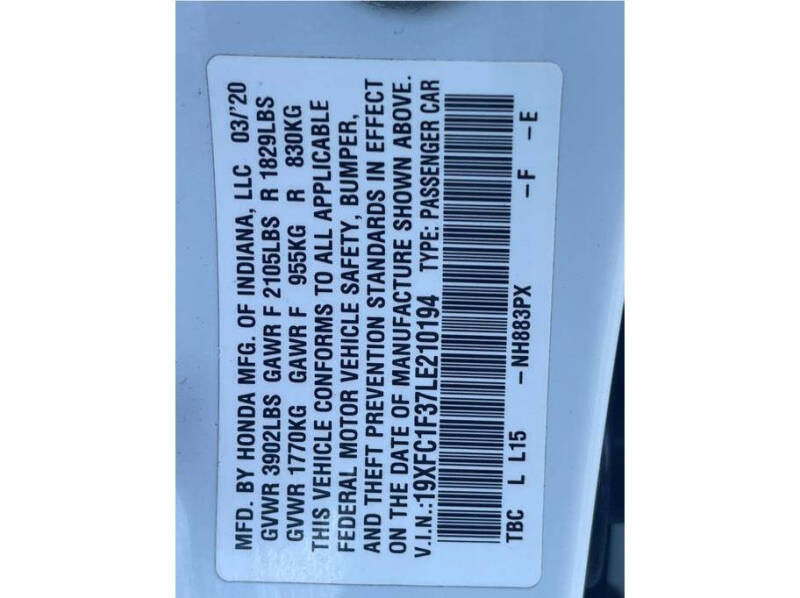 MFD. BY HONDA MFG. OF INDIANA, LLC 03/'20
GVWR 3902LBS GAWR F 2105LBS R 1829LBS
GVWR 1770KG GAWR F 955KG R 830KG
THIS VEHICLE CONFORMS TO ALL APPLICABLE
FEDERAL MOTOR VEHICLE SAFETY, BUMPER,
AND THEFT PREVENTION STANDARDS IN EFFECT
ON THE DATE OF MANUFACTURE SHOWN ABOVE.
V.I.N.:19XFC1F37LE210194 TYPE: PASSENGER CAR
TBC L L15 -NH883PX -F -E